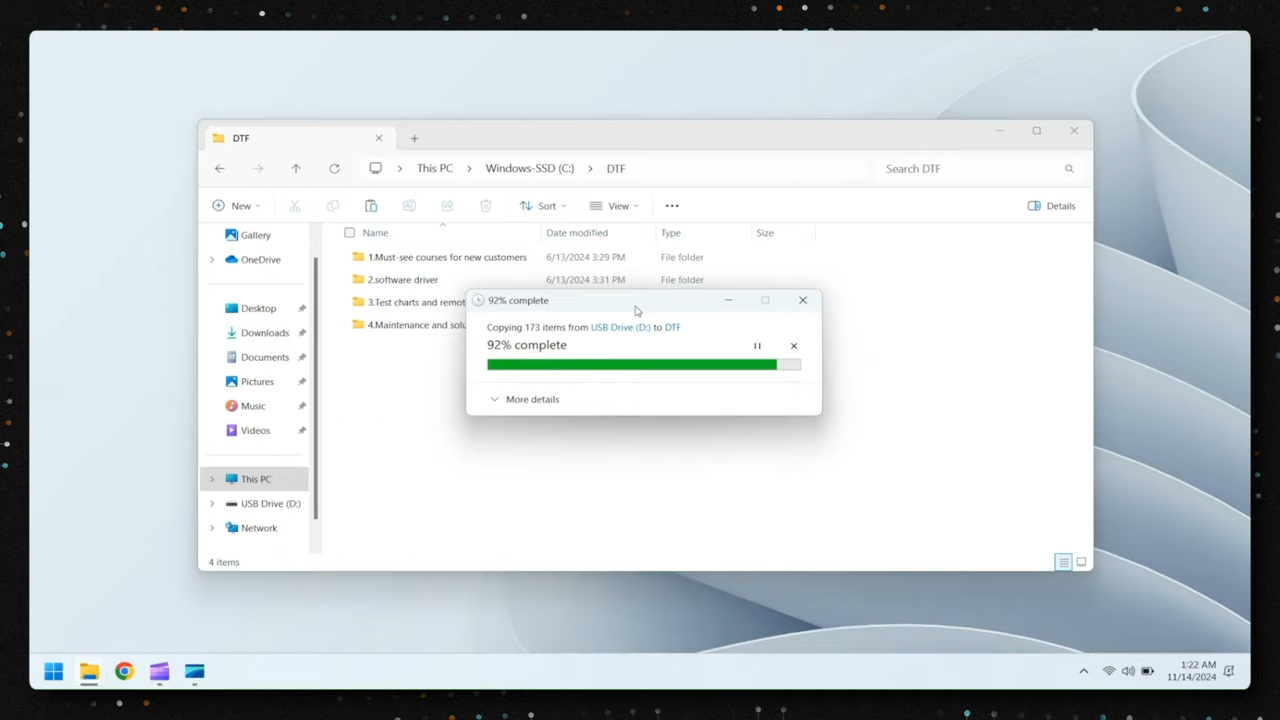 DTF
This PC
Windows-SSD (C:)
DTF
Search DTF
New
Sort
View
Details
Gallery
OneDrive
Desktop
Downloads
Documents
Pictures
Music
Videos
This PC
USB Drive (D:)
Network
Name
Date modified
Type
Size
1.Must-see courses for new customers
6/13/2024 3:29 PM
File folder
2.software driver
6/13/2024 3:31 PM
File folder
3.Test charts and remot
4.Maintenance and solu
92% complete
Copying 173 items from USB Drive (D:) to DTF
92% complete
More details
4 items
1:22 AM
11/14/2024